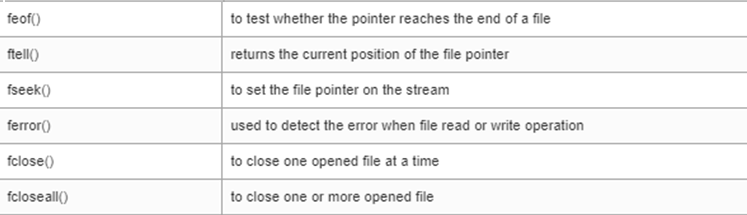 feof() to test whether the pointer reaches the end of a file
ftell() returns the current position of the file pointer
fseek() to set the file pointer on the stream
ferror() used to detect the error when file read or write operation
fclose() to close one opened file at a time
fcloseall() to close one or more opened file